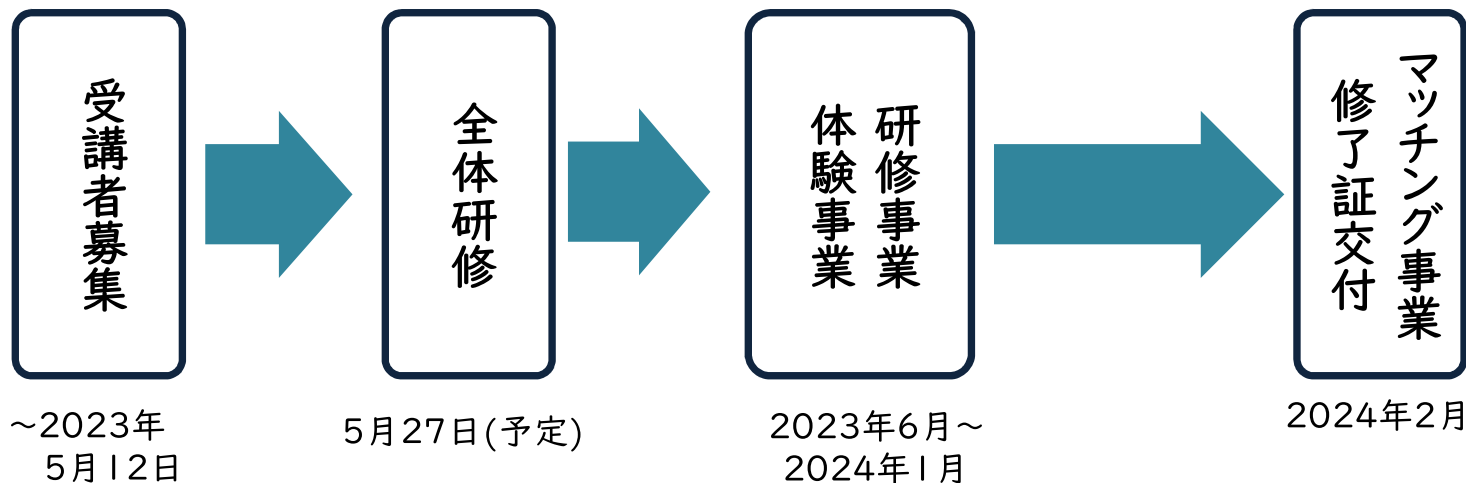 受講者募集
～2023年
5月12日
全体研修
5月27日(予定)
研修事業
体験事業
2023年6月～
2024年1月
マッチング事業
修了証交付
2024年2月